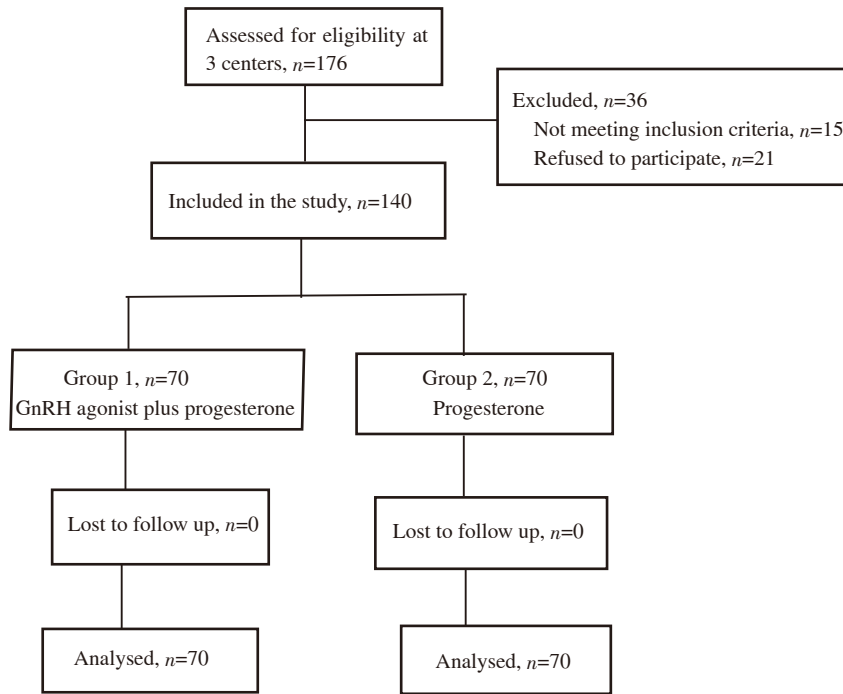 Assessed for eligibility at
3 centers, n=176
Excluded, n=36
Not meeting inclusion criteria, n=15
Refused to participate, n=21
Included in the study, n=140
Group 1, n=70
GnRH agonist plus progesterone
Group 2, n=70
Progesterone
Lost to follow up, n=0
Lost to follow up, n=0
Analysed, n=70
Analysed, n=70